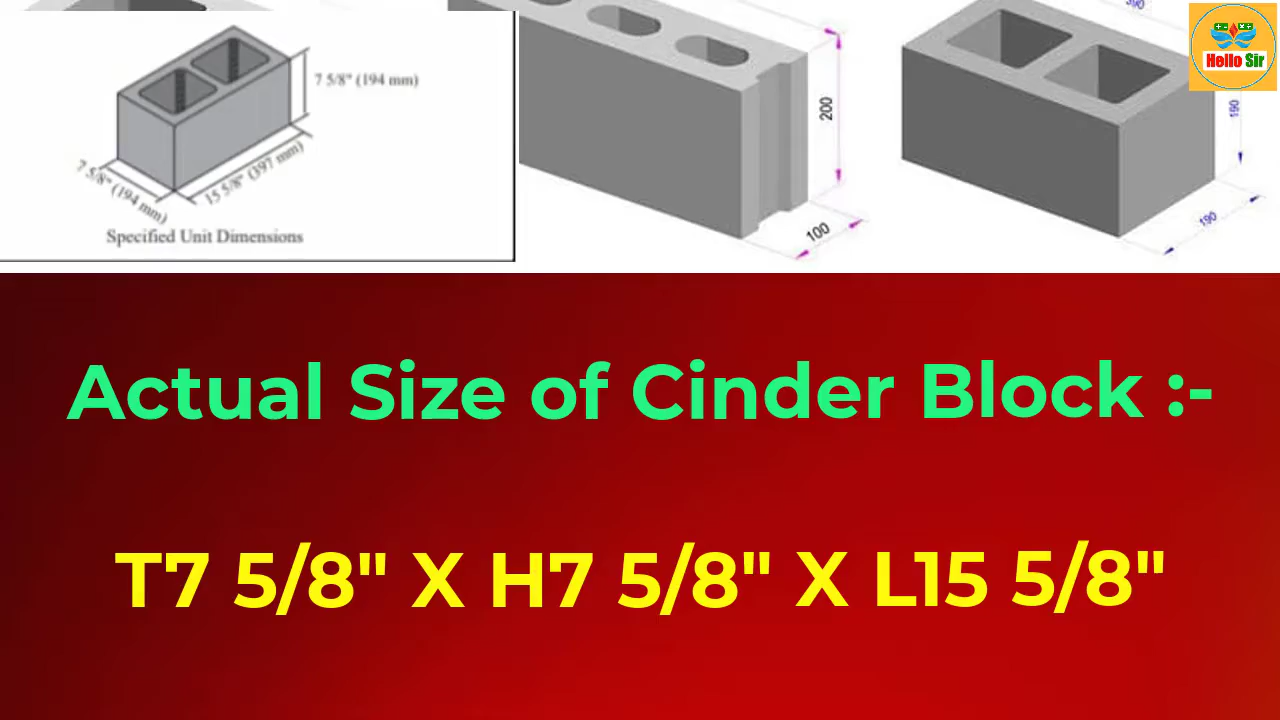 390
Hello Sir
7 5/8" (194 mm)
200
190
7 5/8" (194 mm)
15 5/8" (397 mm)
100
190
Specified Unit Dimensions
Actual Size of Cinder Block :-
T7 5/8" X H7 5/8" X L15 5/8"